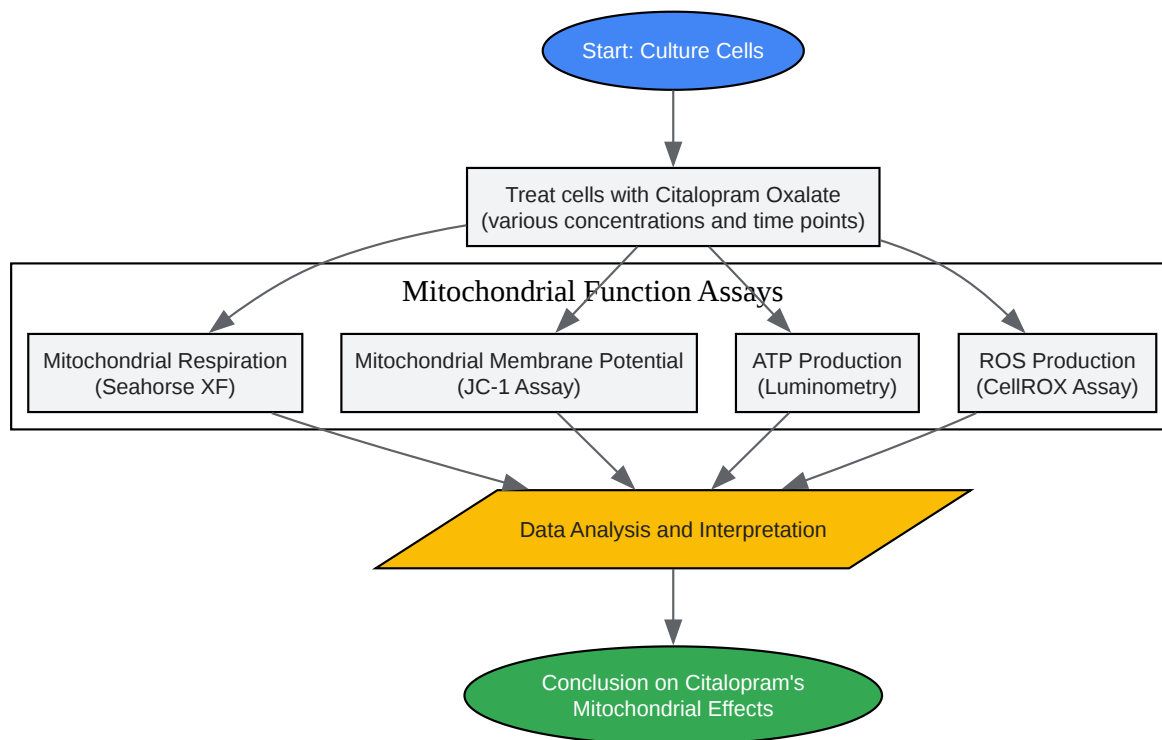 Start: Culture Cells
Treat cells with Citalopram Oxalate
(various concentrations and time points)
Mitochondrial Function Assays
Mitochondrial Respiration
(Seahorse XF)
Mitochondrial Membrane Potential
(JC-1 Assay)
ATP Production
(Luminometry)
ROS Production
(CellROX Assay)
Data Analysis and Interpretation
Conclusion on Citalopram's
Mitochondrial Effects